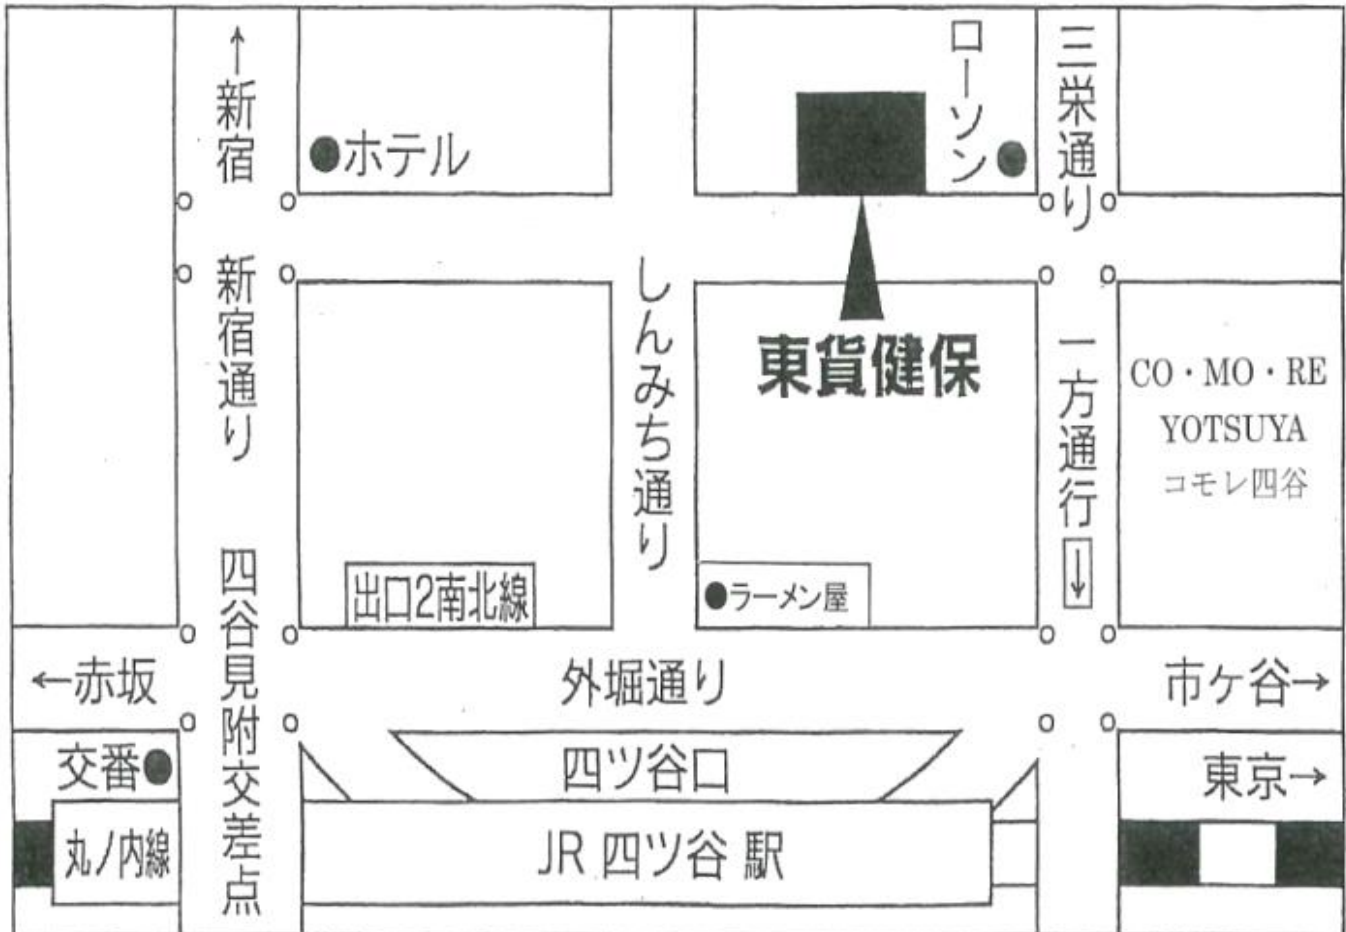 ↑新宿
●ホテル
ローソン●
三栄通り
新宿通り
しんみち通り
東貨健保
一方通行↓
CO・MO・RE
YOTSUYA
コモレ四谷
四谷見附交差点
出口2南北線
●ラーメン屋
←赤坂
外堀通り
市ケ谷→
交番●
四ツ谷口
東京→
丸ノ内線
JR 四ツ谷 駅